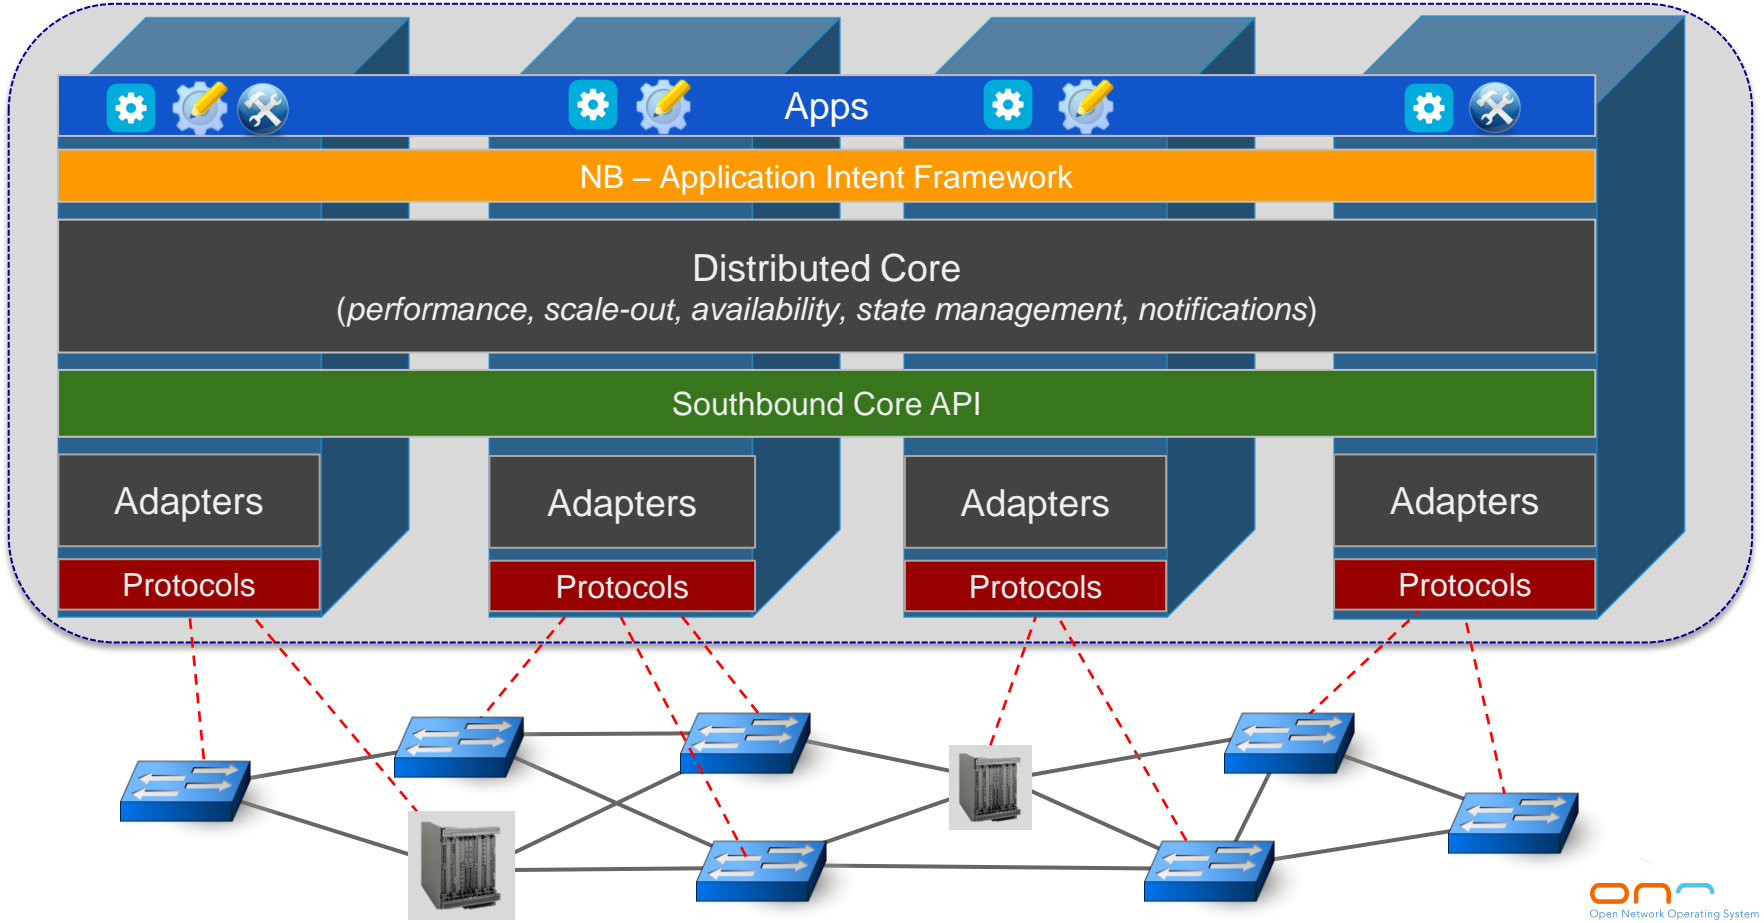 Apps
NB – Application Intent Framework
Distributed Core
(performance, scale-out, availability, state management, notifications)
Southbound Core API
Adapters
Adapters
Adapters
Adapters
Protocols
Protocols
Protocols
Protocols
Open Network Operating System